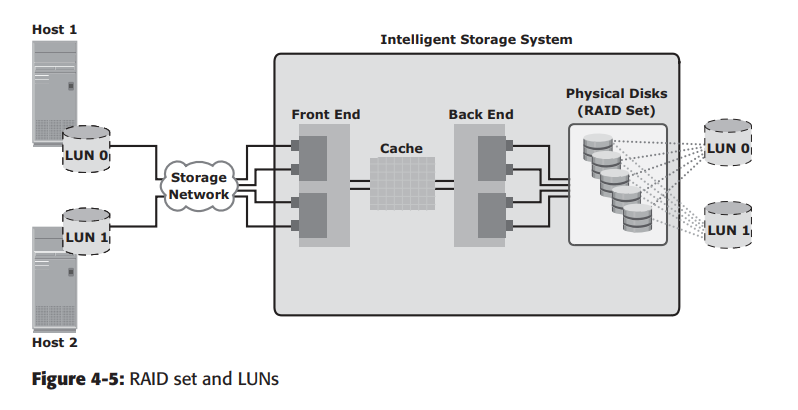 Host 1
Intelligent Storage System
Physical Disks
(RAID Set)
Front End
Back End
Cache
LUN 0
LUN 0
Storage
Network
LUN 1
LUN 1
Host 2
Figure 4-5: RAID set and LUNs